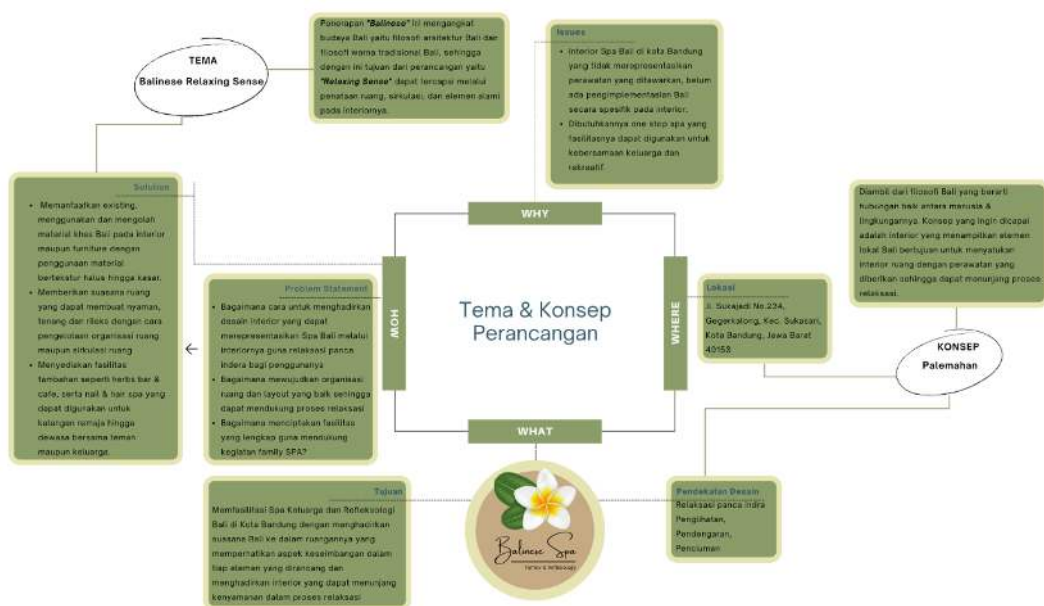 TEMA
Balinese Relaxing Sense
Penerapan "Balinese" ini mengangkat
budaya Bali yaitu filosofi arsitektur Bali dan
filosofi warna tradisional Bali, sehingga
dengan ini tujuan dari perancangan yaitu
"Relaxing Sense" dapat tercapai melalui
penataan ruang, sirkulasi, dan elemen alami
pada interiornya.
Issues
Interior Spa Bali di kota Bandung
yang tidak merepresentasikan
perawatan yang ditawarkan, belum
ada pengimplementasian Bali
secara spesifik pada interior.
Dibutuhkannya one stop spa yang
fasilitasnya dapat digunakan untuk
kebersamaan keluarga dan
rekreatif.
Solution
Memanfaatkan existing,
menggunakan dan mengolah
material khas Bali pada interior
maupun furniture dengan
penggunaan material
bertekstur halus hingga kasar.
Memberikan suasana ruang
yang dapat membuat nyaman,
tenang dan rileks dengan cara
pengelolaan organisasi ruang
maupun sirkulasi ruang
Menyediakan fasilitas
tambahan seperti herbs bar &
cafe, serta nail & hair spa yang
dapat digunakan untuk
kalangan remaja hingga
dewasa bersama teman
maupun keluarga.
Problem Statement
Bagaimana cara untuk menghadirkan
desain interior yang dapat
merepresentasikan Spa Bali melalui
interiornya guna relaksasi panca
indera bagi penggunanya
Bagaimana mewujudkan organisasi
ruang dan layout yang baik sehingga
dapat mendukung proses relaksasi
Bagaimana menciptakan fasilitas
yang lengkap guna mendukung
kegiatan family SPA?
WHY
HOW
Tema & Konsep
Perancangan
WHERE
WHAT
Lokasi
Jl. Sukajadi No.234,
Gegerkalong, Kec. Sukasari,
Kota Bandung, Jawa Barat
40153
Diambil dari filosofi Bali yang berarti
hubungan baik antara manusia &
lingkungannya. Konsep yang ingin dicapai
adalah interior yang menampilkan elemen
lokal Bali bertujuan untuk menyatukan
interior ruang dengan perawatan yang
diberikan sehingga dapat menunjang proses
relaksasi.
KONSEP
Palemahan
Tujuan
Memfasilitasi Spa Keluarga dan Refleksologi
Bali di Kota Bandung dengan menghadirkan
suasana Bali ke dalam ruangannya yang
memperhatikan aspek keseimbangan dalam
tiap elemen yang dirancang dan
menghadirkan interior yang dapat menunjang
kenyamanan dalam proses relaksasi
Balinese Spa
Pendekatan Desain
Relaksasi panca indra
Penglihatan,
Pendengaran,
Penciuman